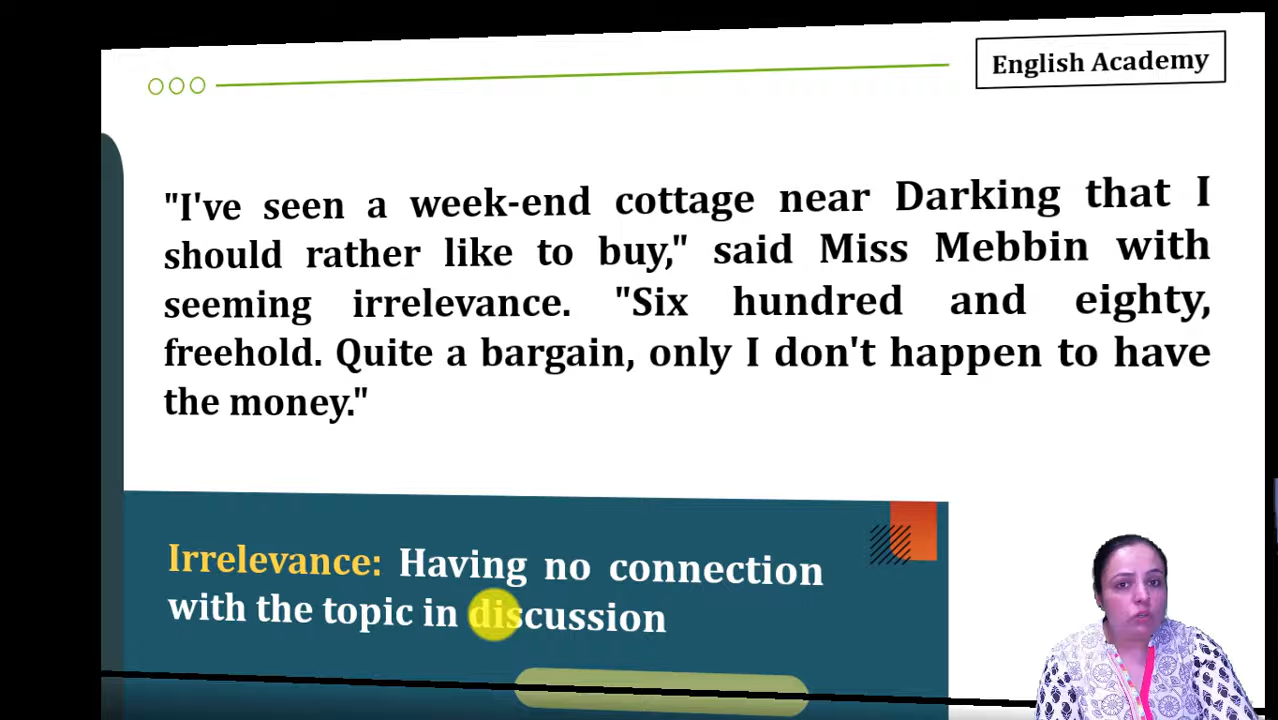 English Academy
"I've seen a week-end cottage near Darking that I
should rather like to buy," said Miss Mebbin with
seeming irrelevance. "Six hundred and eighty,
freehold. Quite a bargain, only I don't happen to have
the money."
Irrelevance: Having no connection
with the topic in discussion